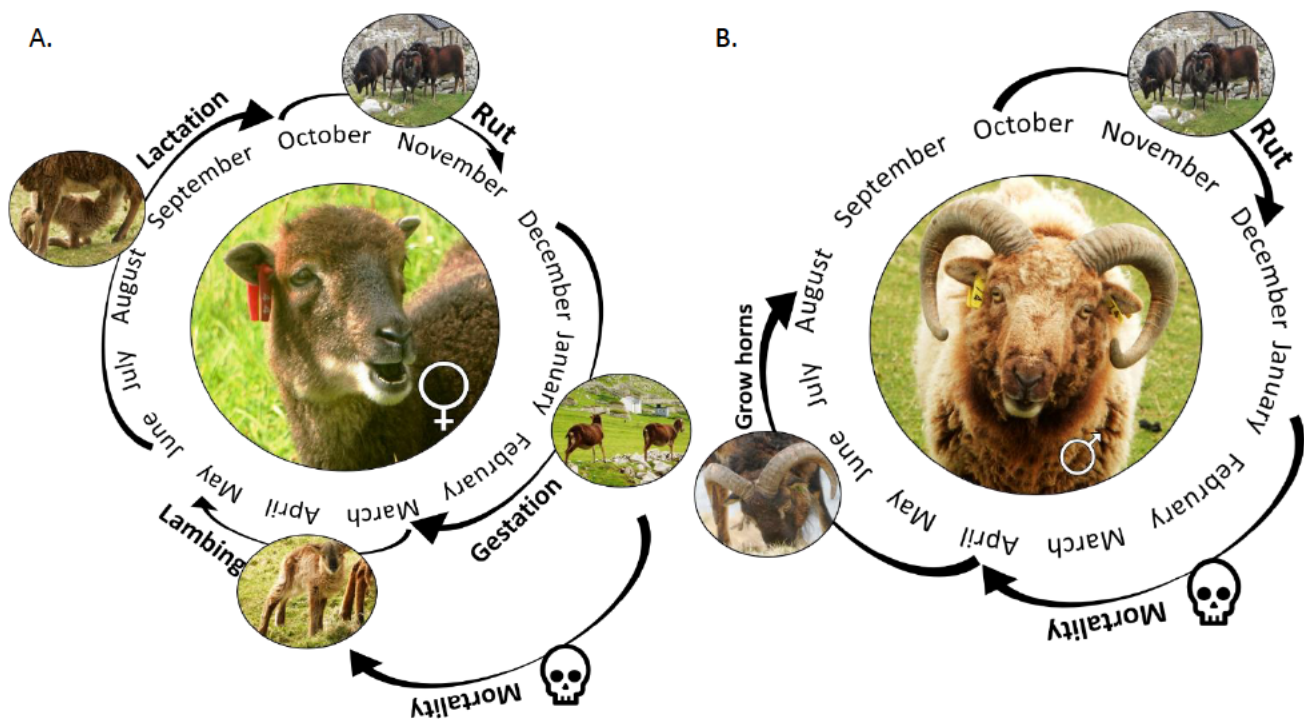 A.
Lactation
Rut
October
November
December
January
February
March
April
May
June
July
August
September
Gestation
Lambing
Mortality
B.
Rut
October
November
December
January
February
March
April
May
June
July
August
September
Grow horns
Mortality
74